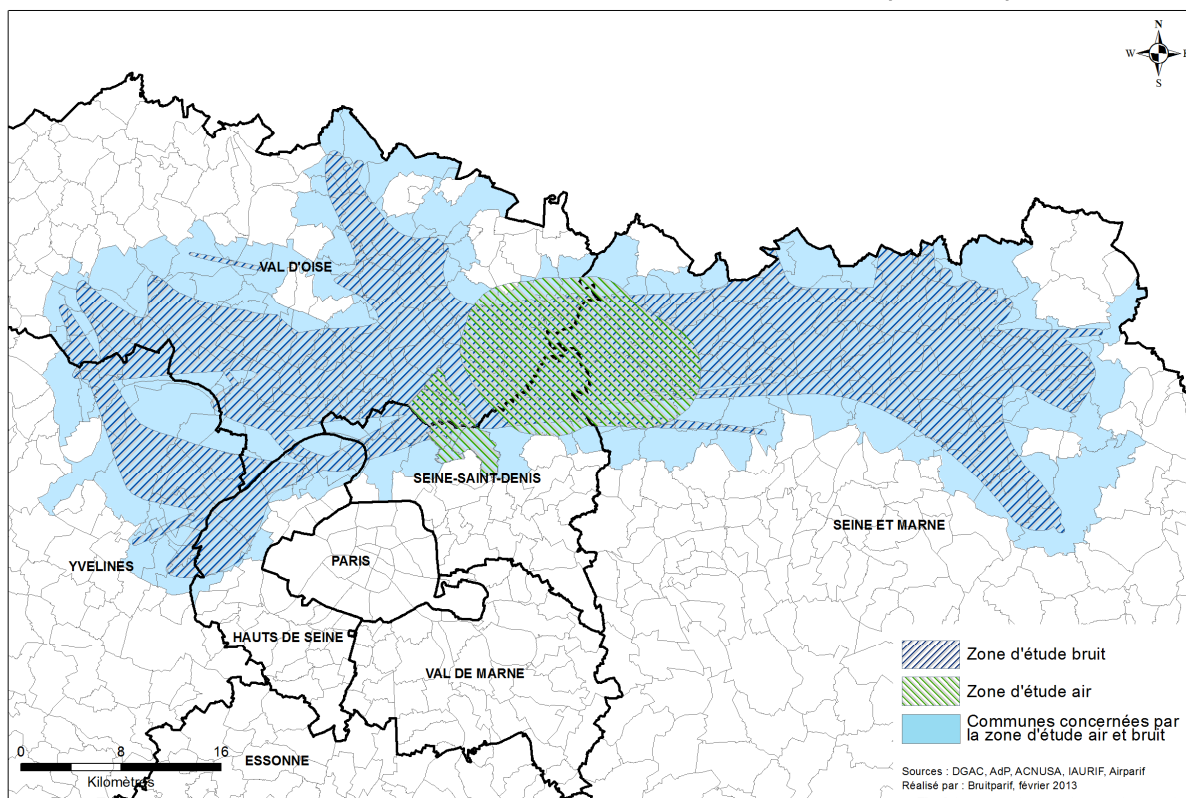 N
W E
S
VAL D'OISE
SEINE-SAINT-DENIS
SEINE ET MARNE
PARIS
YVELINES
HAUTS DE SEINE
VAL DE MARNE
ESSONNE
0 8 16
Kilomètres
Zone d'étude bruit
Zone d'étude air
Communes concernées par
la zone d'étude air et bruit
Sources : DGAC, AdP, ACNUSA, IAURIF, Airparif
Réalisé par : Bruitparif, février 2013